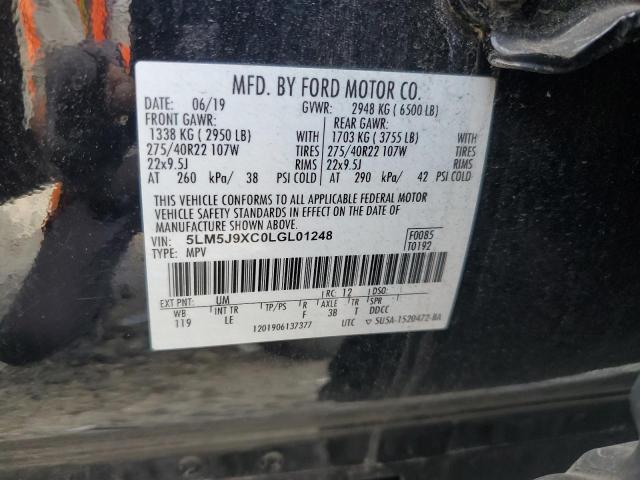 MFD. BY FORD MOTOR CO.
DATE: 06/19 GVWR: 2948 KG (6500 LB)
FRONT GAWR: REAR GAWR:
1338 KG (2950 LB) WITH 1703 KG (3755 LB) WITH
275/40R22 107W TIRES 275/40R22 107W TIRES
22x9.5J RIMS 22x9.5J RIMS
AT 260 kPa/ 38 PSI COLD AT 290 kPa/ 42 PSI COLD
THIS VEHICLE CONFORMS TO ALL APPLICABLE FEDERAL MOTOR
VEHICLE SAFETY STANDARDS IN EFFECT ON THE DATE OF
MANUFACTURE SHOWN ABOVE.
VIN: 5LM5J9XC0LGL01248 F0085
TYPE: MPV T0192
EXT PNT: UM RC: 12 DSO:
WB INT TR TP/PS R AXLE TR SPR
119 LE F 3B T DDCC
1201906137377 UTC ▽ 5U5A-1520472-BA